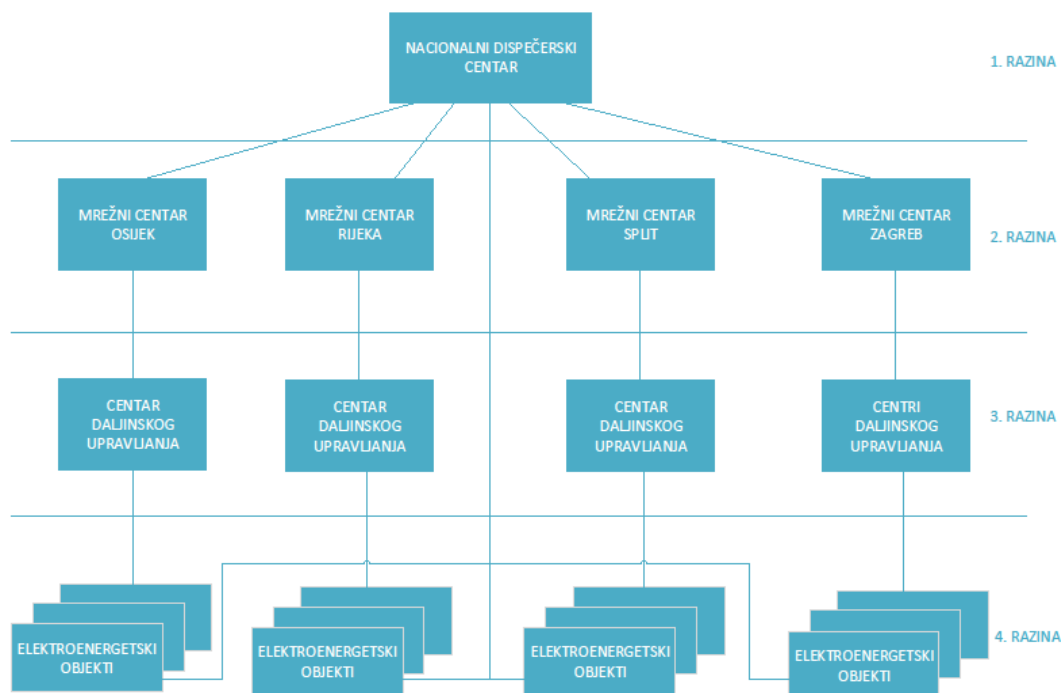 NACIONALNI DISPEČERSKI
CENTAR
1. RAZINA
MREŽNI CENTAR
OSIJEK
MREŽNI CENTAR
RIJEKA
MREŽNI CENTAR
SPLIT
MREŽNI CENTAR
ZAGREB
2. RAZINA
CENTAR
DALJINSKOG
UPRAVLJANJA
CENTAR
DALJINSKOG
UPRAVLJANJA
CENTAR
DALJINSKOG
UPRAVLJANJA
CENTRI
DALJINSKOG
UPRAVLJANJA
3. RAZINA
ELEKTROENERGETSKI
OBJEKTI
ELEKTROENERGETSKI
OBJEKTI
ELEKTROENERGETSKI
OBJEKTI
ELEKTROENERGETSKI
OBJEKTI
4. RAZINA